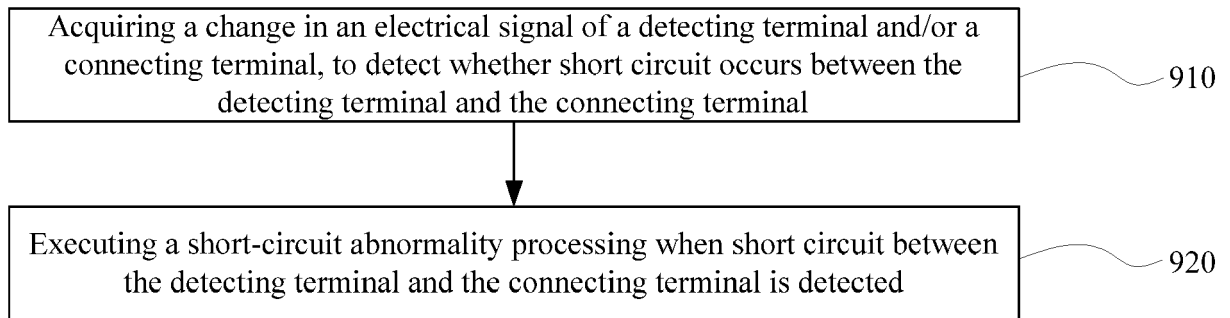 Acquiring a change in an electrical signal of a detecting terminal and/or a
connecting terminal, to detect whether short circuit occurs between the
detecting terminal and the connecting terminal
910
Executing a short-circuit abnormality processing when short circuit between
the detecting terminal and the connecting terminal is detected
920